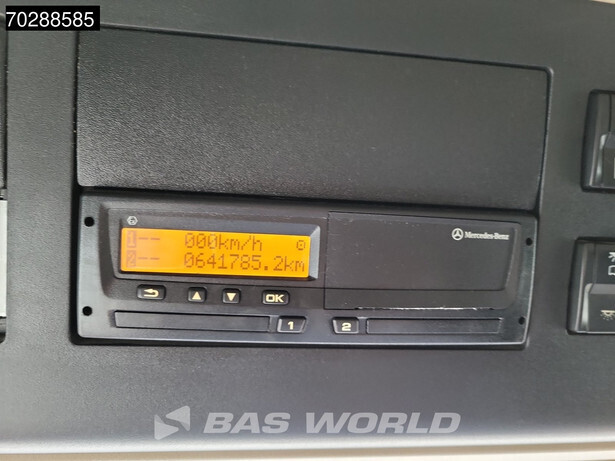 70288585
Mercedes-Benz
-- 000km/h
-- 0641785.2km
OK
1 2
BAS WORLD